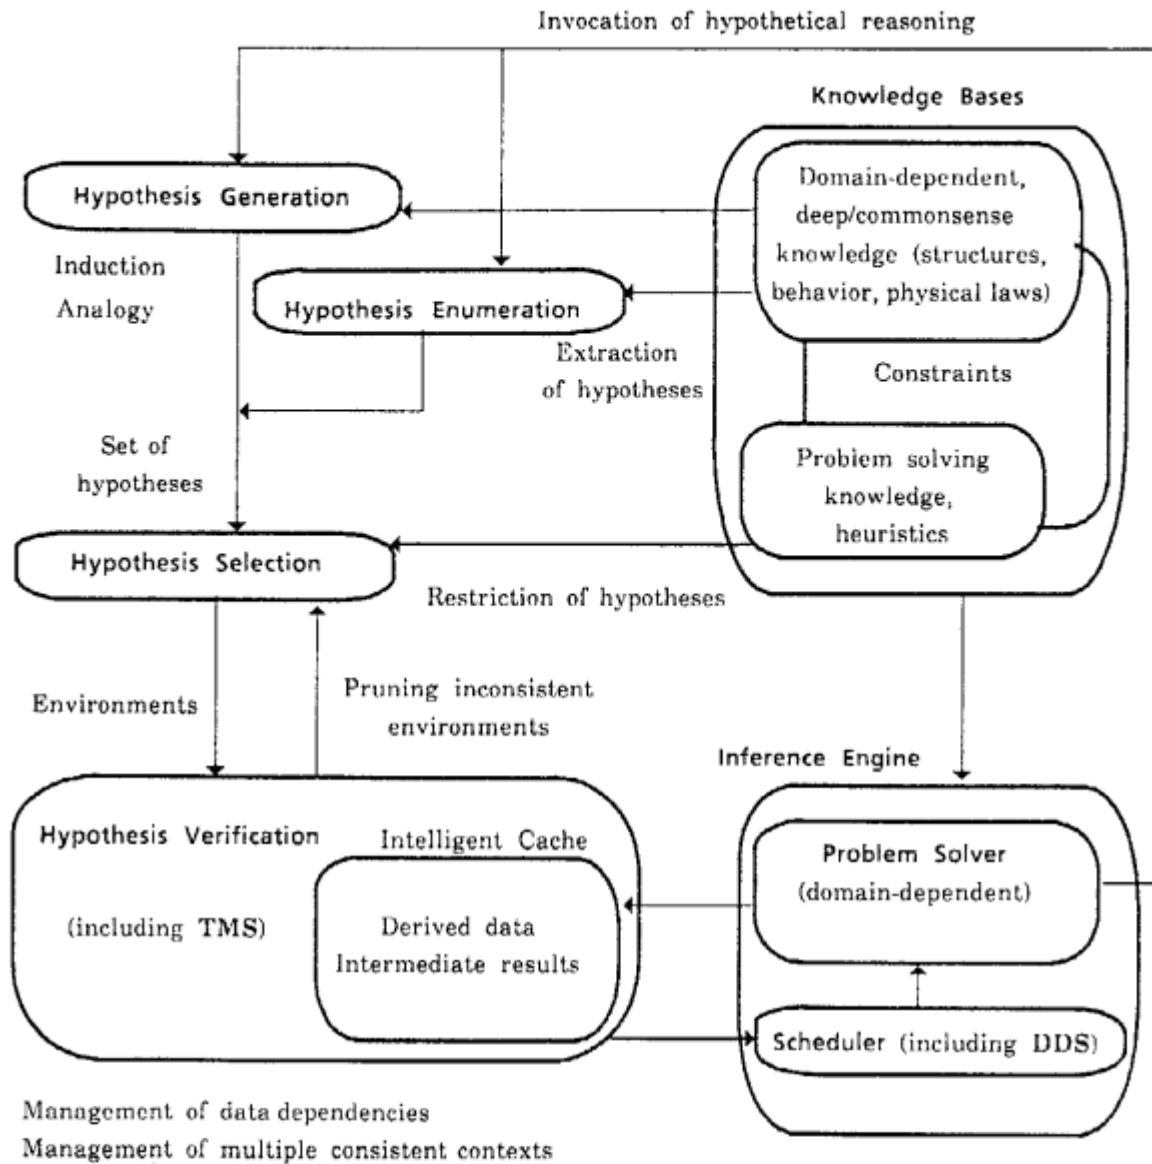 Invocation of hypothetical reasoning
Knowledge Bases
Hypothesis Generation
Domain-dependent,
deep/commonsense
knowledge (structures,
behavior, physical laws)
Induction
Analogy
Hypothesis Enumeration
Extraction
of hypotheses
Constraints
Set of
hypotheses
Problem solving
knowledge,
heuristics
Hypothesis Selection
Restriction of hypotheses
Environments
Pruning inconsistent
environments
Inference Engine
Hypothesis Verification
(including TMS)
Intelligent Cache
Derived data
Intermediate results
Problem Solver
(domain-dependent)
Scheduler (including DDS)
Management of data dependencies
Management of multiple consistent contexts